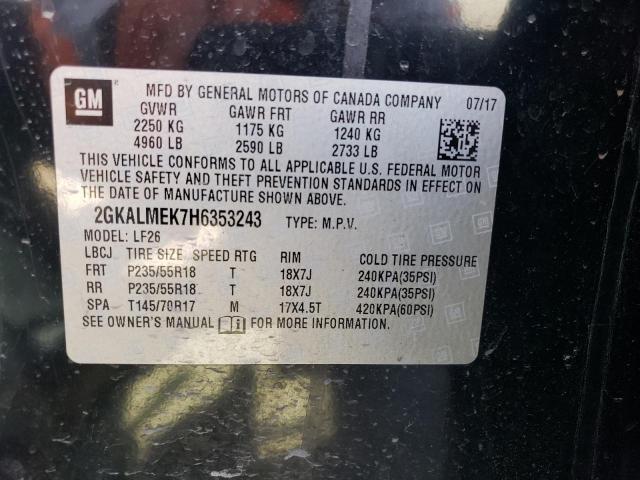 GM
MFD BY GENERAL MOTORS OF CANADA COMPANY 07/17
GVWR GAWR FRT GAWR RR
2250 KG 1175 KG 1240 KG
4960 LB 2590 LB 2733 LB
THIS VEHICLE CONFORMS TO ALL APPLICABLE U.S. FEDERAL MOTOR
VEHICLE SAFETY AND THEFT PREVENTION STANDARDS IN EFFECT ON
THE DATE OF MANUFACTURE SHOWN ABOVE.
2GKALMEK7H6353243 TYPE: M.P.V.
MODEL: LF26
LBCJ TIRE SIZE SPEED RTG RIM COLD TIRE PRESSURE
FRT P235/55R18 T 18X7J 240KPA(35PSI)
RR P235/55R18 T 18X7J 240KPA(35PSI)
SPA T145/70R17 M 17X4.5T 420KPA(60PSI)
SEE OWNER'S MANUAL FOR MORE INFORMATION